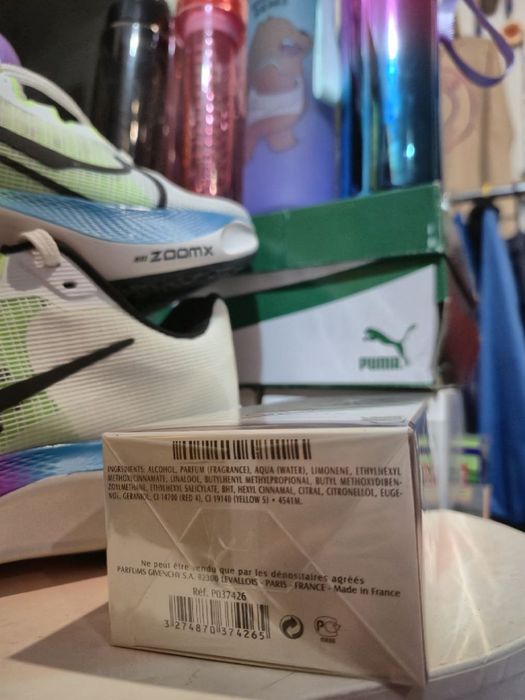 ZOOMX
PUMA
INGREDIENTS: ALCOHOL, PARFUM (FRAGRANCE), AQUA (WATER), LIMONENE, ETHYLHEXYL
METHOXYCINNAMATE, LINALOOL, BUTYLPHENYL METHYLPROPIONAL, BUTYL METHOXYDIBEN-
ZOYLMETHANE, ETHYLHEXYL SALICYLATE, BHT, HEXYL CINNAMAL, CITRAL, CITRONELLOL, EUGE-
NOL, GERANIOL, CI 14700 (RED 4), CI 19140 (YELLOW 5) • 4541M.
Ne peut être vendu que par les dépositaires agréés
PARFUMS GIVENCHY S.A. 92300 LEVALLOIS - PARIS - FRANCE - Made in France
Réf. P037426
3 274870 374265